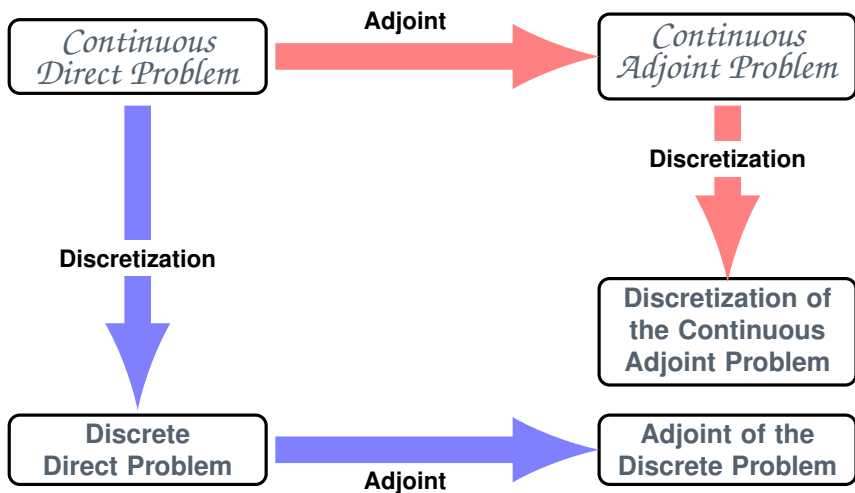 Adjoint
Continuous
Direct Problem
Continuous
Adjoint Problem
Discretization
Discretization
Discretization of
the Continuous
Adjoint Problem
Discrete
Direct Problem
Adjoint
Adjoint of the
Discrete Problem